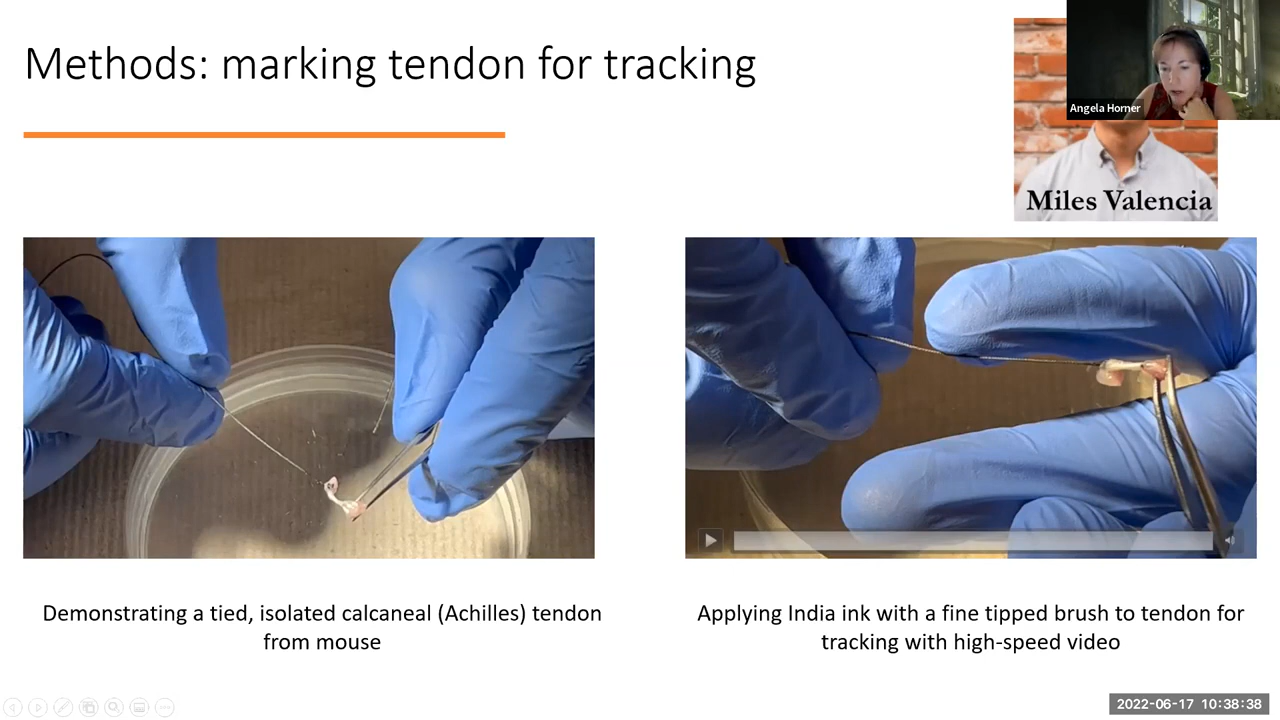 Methods: marking tendon for tracking
Angela Horner
Miles Valencia
Demonstrating a tied, isolated calcaneal (Achilles) tendon
from mouse
Applying India ink with a fine tipped brush to tendon for
tracking with high-speed video
2022-06-17 10:38:38